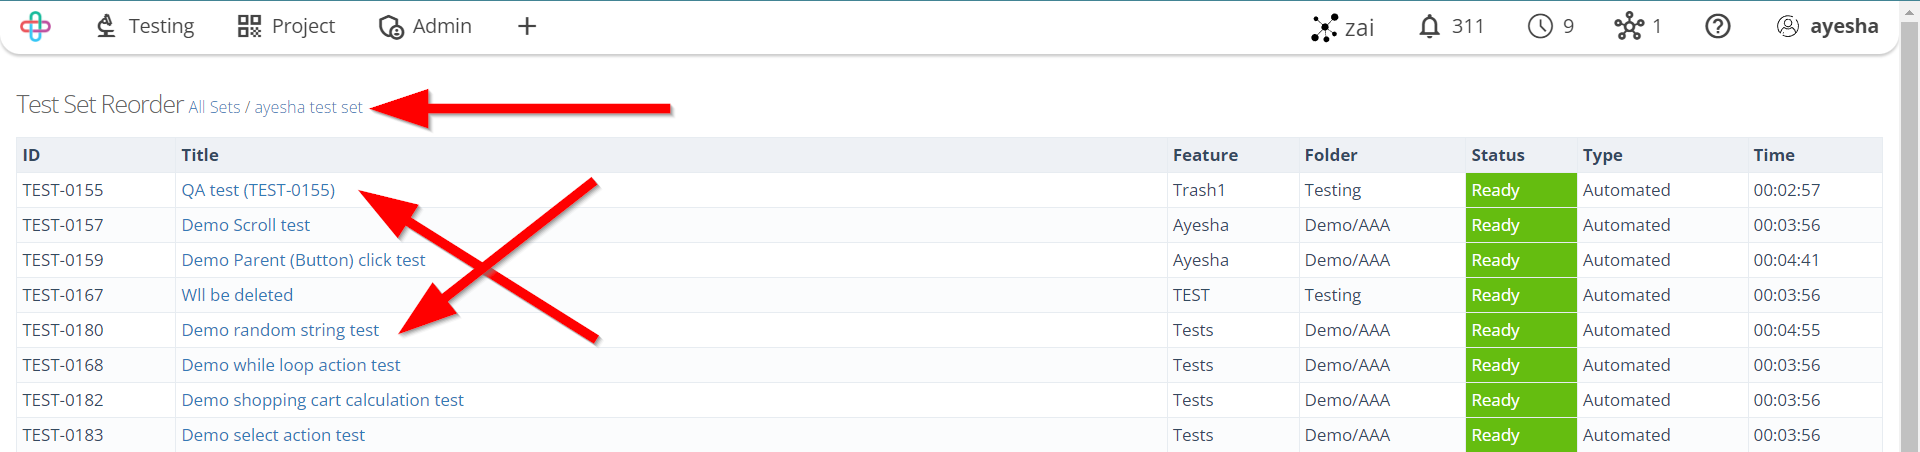 Testing Project Admin + zai 311 9 1 ? ayesha
Test Set Reorder All Sets / ayesha test set
ID Title Feature Folder Status Type Time
TEST-0155 QA test (TEST-0155) Trash1 Testing Ready Automated 00:02:57
TEST-0157 Demo Scroll test Ayesha Demo/AAA Ready Automated 00:03:56
TEST-0159 Demo Parent (Button) click test Ayesha Demo/AAA Ready Automated 00:04:41
TEST-0167 Wll be deleted TEST Testing Ready Automated 00:03:56
TEST-0180 Demo random string test Tests Demo/AAA Ready Automated 00:04:55
TEST-0168 Demo while loop action test Tests Demo/AAA Ready Automated 00:03:56
TEST-0182 Demo shopping cart calculation test Tests Demo/AAA Ready Automated 00:03:56
TEST-0183 Demo select action test Tests Demo/AAA Ready Automated 00:03:56